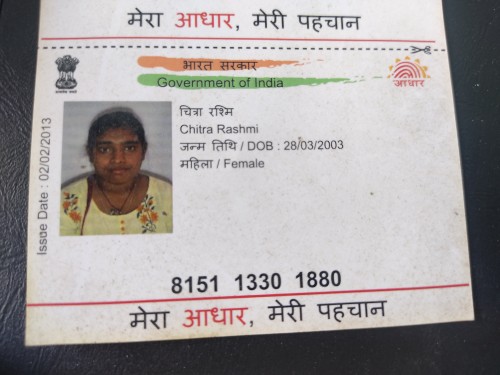 मेरा आधार, मेरी पहचान
भारत सरकार
Government of India
आधार
चित्रा रश्मि
Chitra Rashmi
जन्म तिथि / DOB : 28/03/2003
महिला / Female
Issue Date : 02/02/2013
8151 1330 1880
मेरा आधार, मेरी पहचान